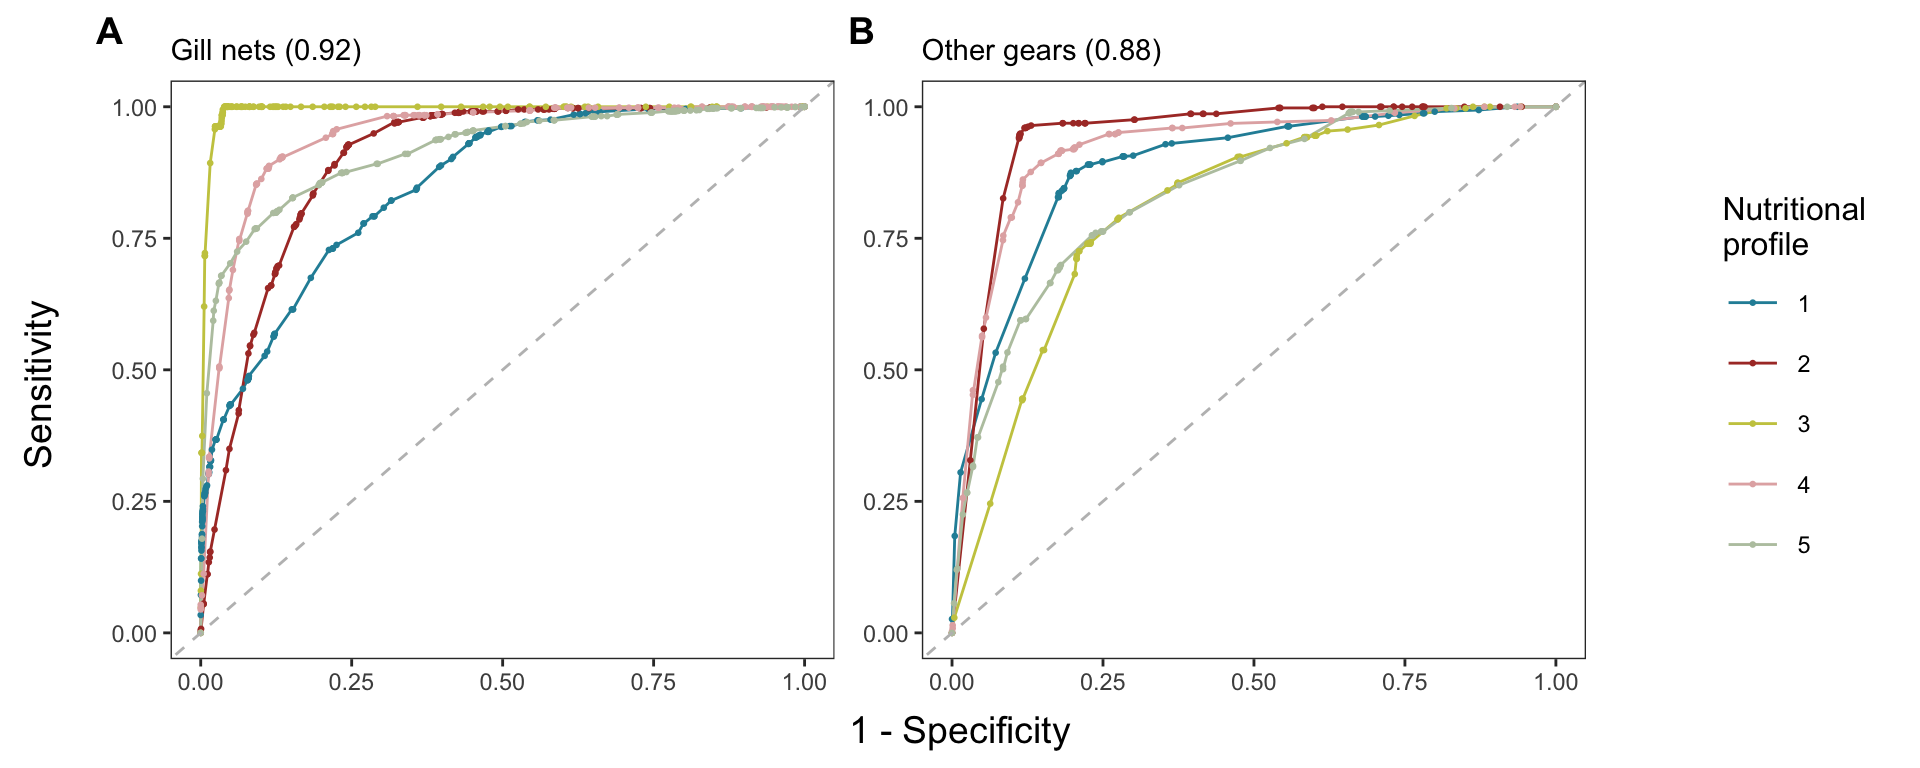 A
Gill nets (0.92)
B
Other gears (0.88)
Sensitivity
1.00
0.75
0.50
0.25
0.00
0.00 0.25 0.50 0.75 1.00
1.00
0.75
0.50
0.25
0.00
0.00 0.25 0.50 0.75 1.00
1 - Specificity
Nutritional
profile
1
2
3
4
5